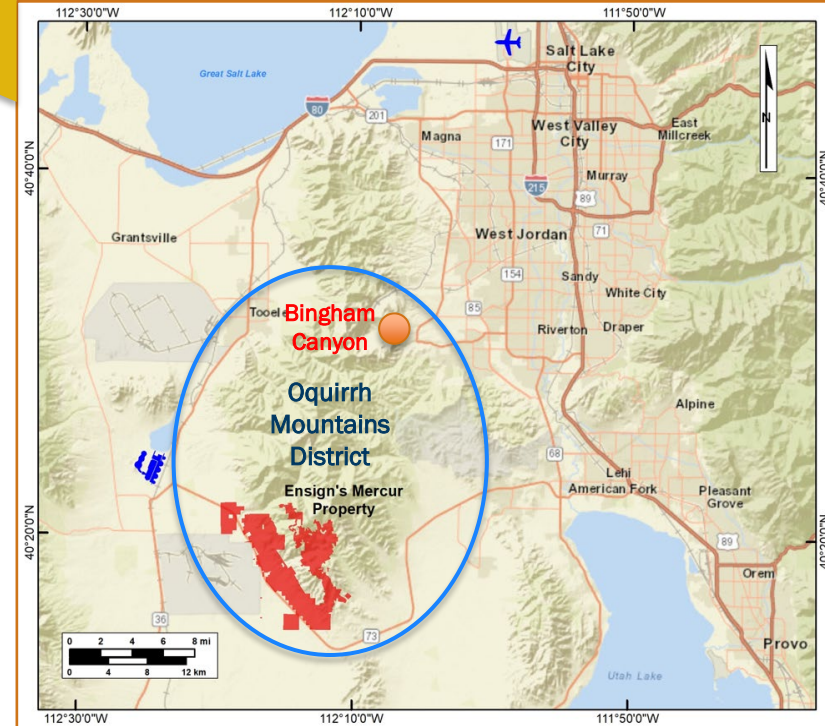 112°30'0"W
112°10'0"W
111°50'0"W
Salt Lake
City
Great Salt Lake
80
201
Magna
171
West Valley
City
East
Millcreek
N
40°40'0"N
40°40'0"N
215
Murray
89
Grantsville
West Jordan
71
154
Sandy
White City
Tooele
Bingham
Canyon
85
Riverton
Draper
Oquirrh
Mountains
District
Alpine
68
Lehi
American Fork
Pleasant
Grove
Ensign's Mercur
Property
40°20'0"N
40°20'0"N
89
Orem
36
73
Provo
0 2 4 6 8 mi
0 4 8 12 km
Utah Lake
112°30'0"W
112°10'0"W
111°50'0"W